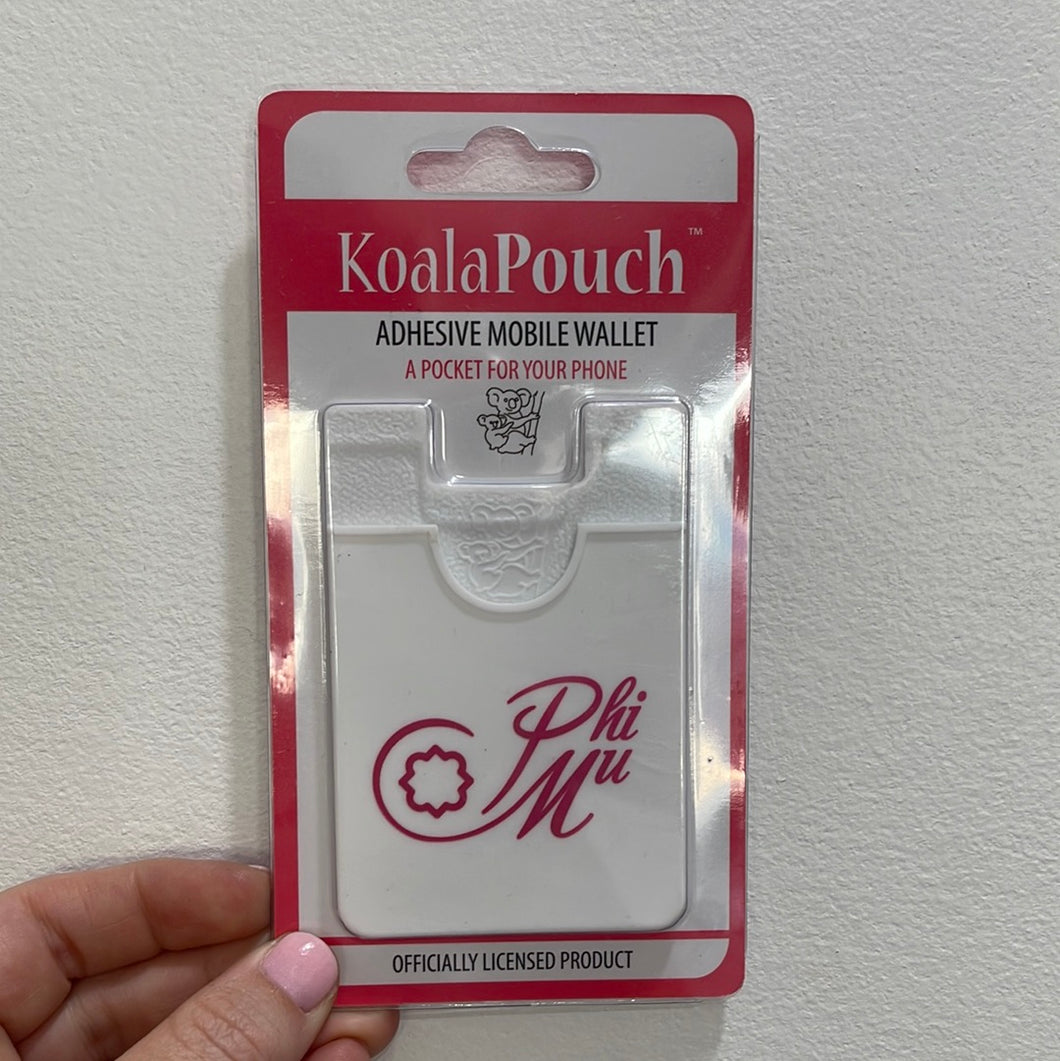 KoalaPouch™
ADHESIVE MOBILE WALLET
A POCKET FOR YOUR PHONE
Phi
Mu
OFFICIALLY LICENSED PRODUCT